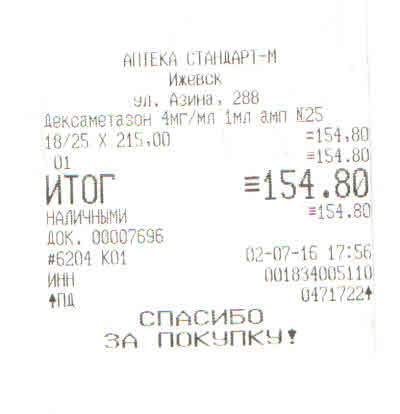 АПТЕКА СТАНДАРТ-М
Ижевск
ул. Азина, 288
Дексаметазон 4мг/мл 1мл амп №25
18/25 X 215.00 =154.80
01 ≡154.80
ИТОГ ≡154.80
НАЛИЧНЫМИ ≡154.80
ДОК. 00007696
#6204 К01 02-07-16 17:56
ИНН 001834005110
ПД 0471722
СПАСИБО
ЗА ПОКУПКУ!